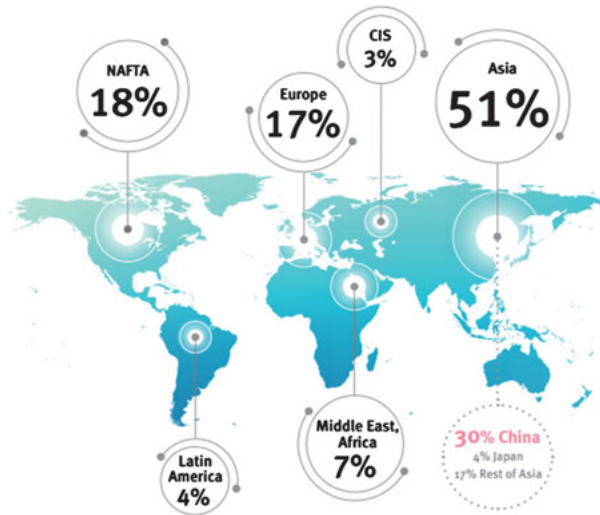 NAFTA
18%
Europe
17%
CIS
3%
Asia
51%
Latin
America
4%
Middle East,
Africa
7%
30% China
4% Japan
17% Rest of Asia